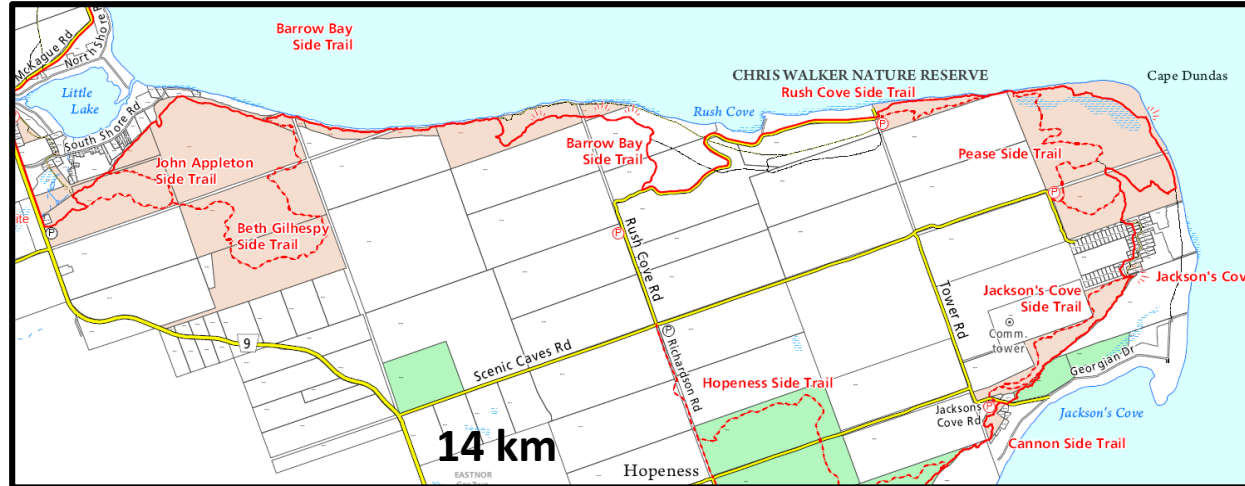 Barrow Bay
Side Trail
McKague Rd
North Shore
Little
Lake
South Shore Rd
CHRIS WALKER NATURE RESERVE
Rush Cove Side Trail
Cape Dundas
Rush Cove
John Appleton
Side Trail
Barrow Bay
Side Trail
Pease Side Trail
P
P
ite
P
Beth Gilhespy
Side Trail
P
Rush Cove Rd
Jackson's Cov
Jackson's Cove
Side Trail
Tower Rd
Comm.
tower
9
Scenic Caves Rd
P
Richardson Rd
Georgian Dr
Hopeness Side Trail
Jacksons
Cove Rd
P
Jackson's Cove
14 km
Cannon Side Trail
Hopeness
EASTNOR